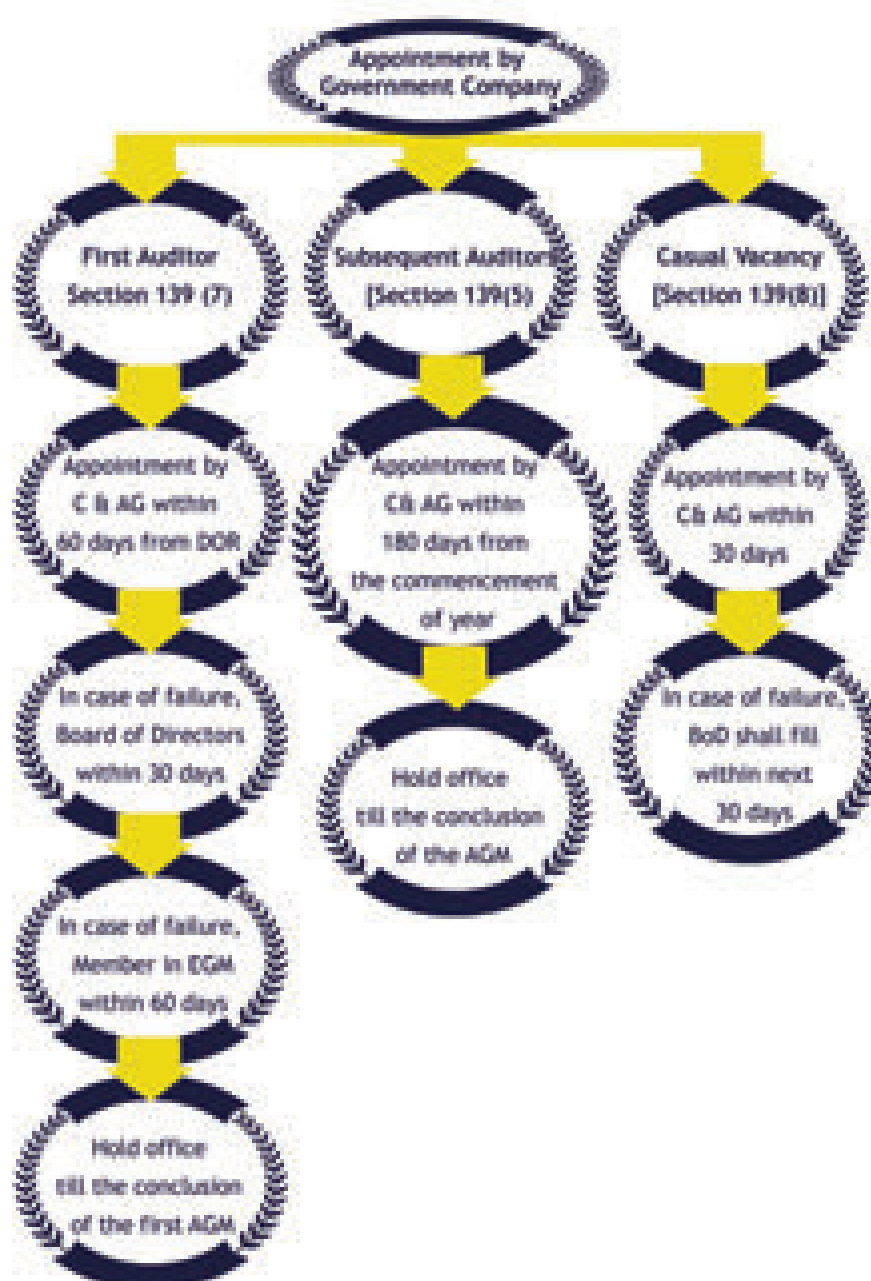 Appointment by
Government Company
First Auditor
Section 139 (7)
Appointment by
C & AG within
60 days from DOR
In case of failure,
Board of Directors
within 30 days
In case of failure,
Member in EGM
within 60 days
Hold office
till the conclusion
of the first AGM
Subsequent Auditors
[Section 139(5)
Appointment by
C& AG within
180 days from
the commencement
of year
Hold office
till the conclusion
of the AGM
Casual Vacancy
[Section 139(8)]
Appointment by
C& AG within
30 days
In case of failure,
BoD shall fill
within next
30 days